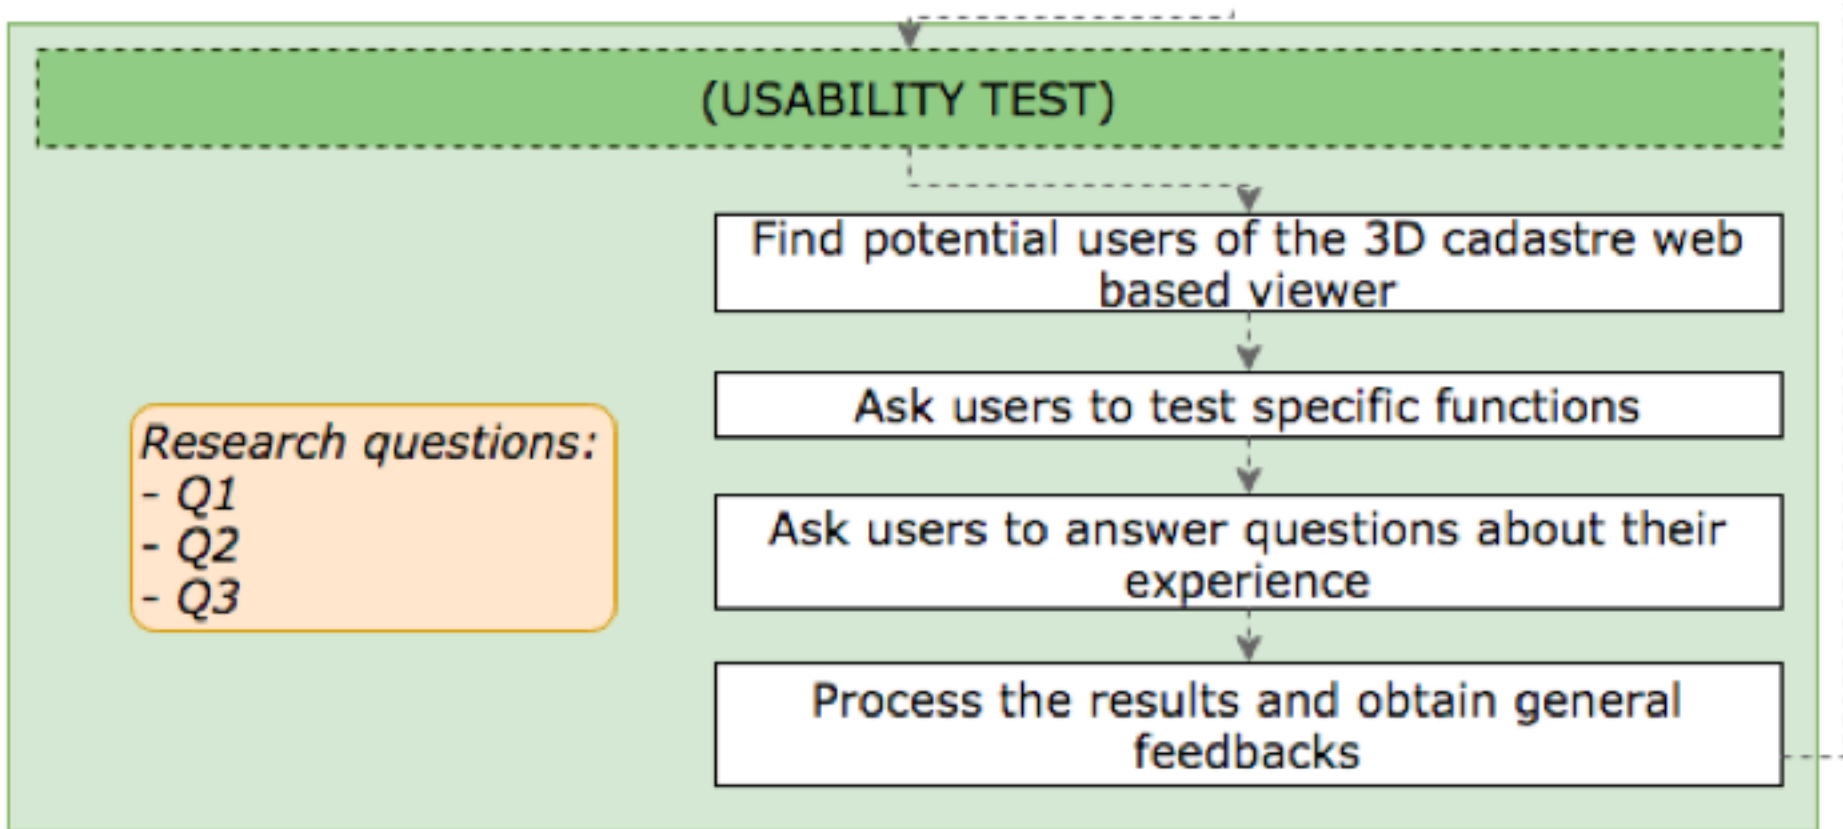 (USABILITY TEST)
Find potential users of the 3D cadastre web
based viewer
Ask users to test specific functions
Research questions:
- Q1
- Q2
- Q3
Ask users to answer questions about their
experience
Process the results and obtain general
feedbacks